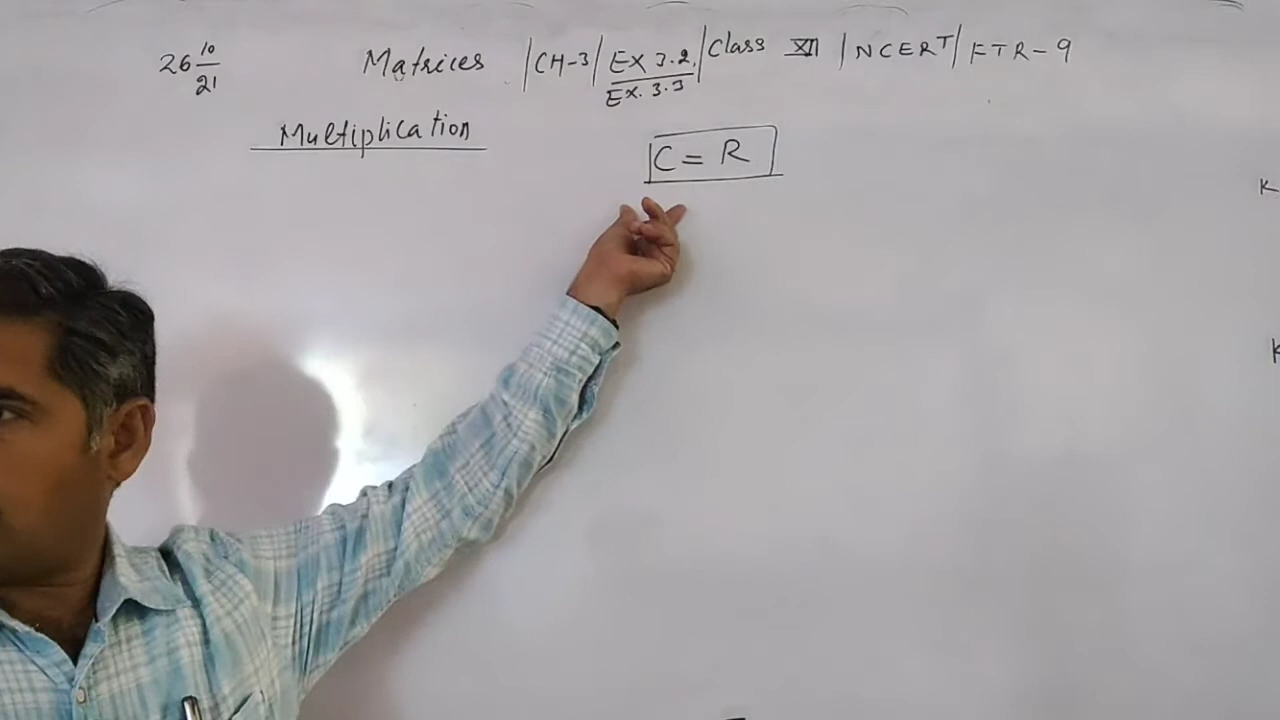 26 10/21 Matrices /CH-3/ Ex 3.2. / Class XII /NCERT/ FTR-9
Ex. 3.3
Multiplication
C = R
K
K